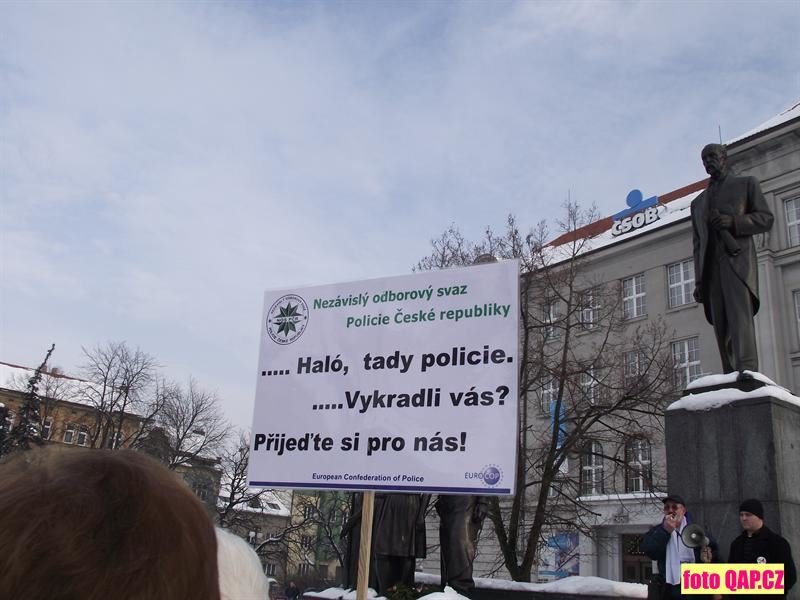 ČSOB
Nezávislý odborový svaz
Policie České republiky
..... Haló, tady policie.
.....Vykradli vás?
Přijeďte si pro nás!
European Confederation of Police
EUROCOP
foto QAP.CZ